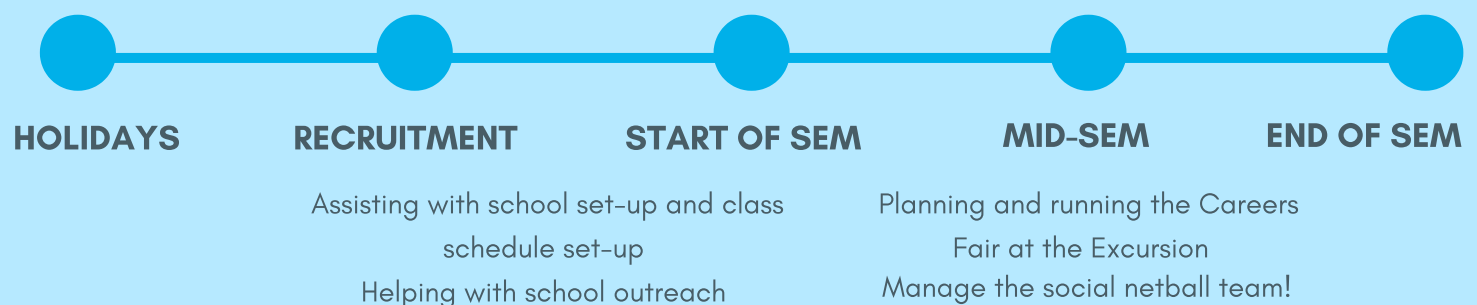 HOLIDAYS
RECRUITMENT
START OF SEM
MID-SEM
END OF SEM
Assisting with school set-up and class
schedule set-up
Helping with school outreach
Planning and running the Careers
Fair at the Excursion
Manage the social netball team!